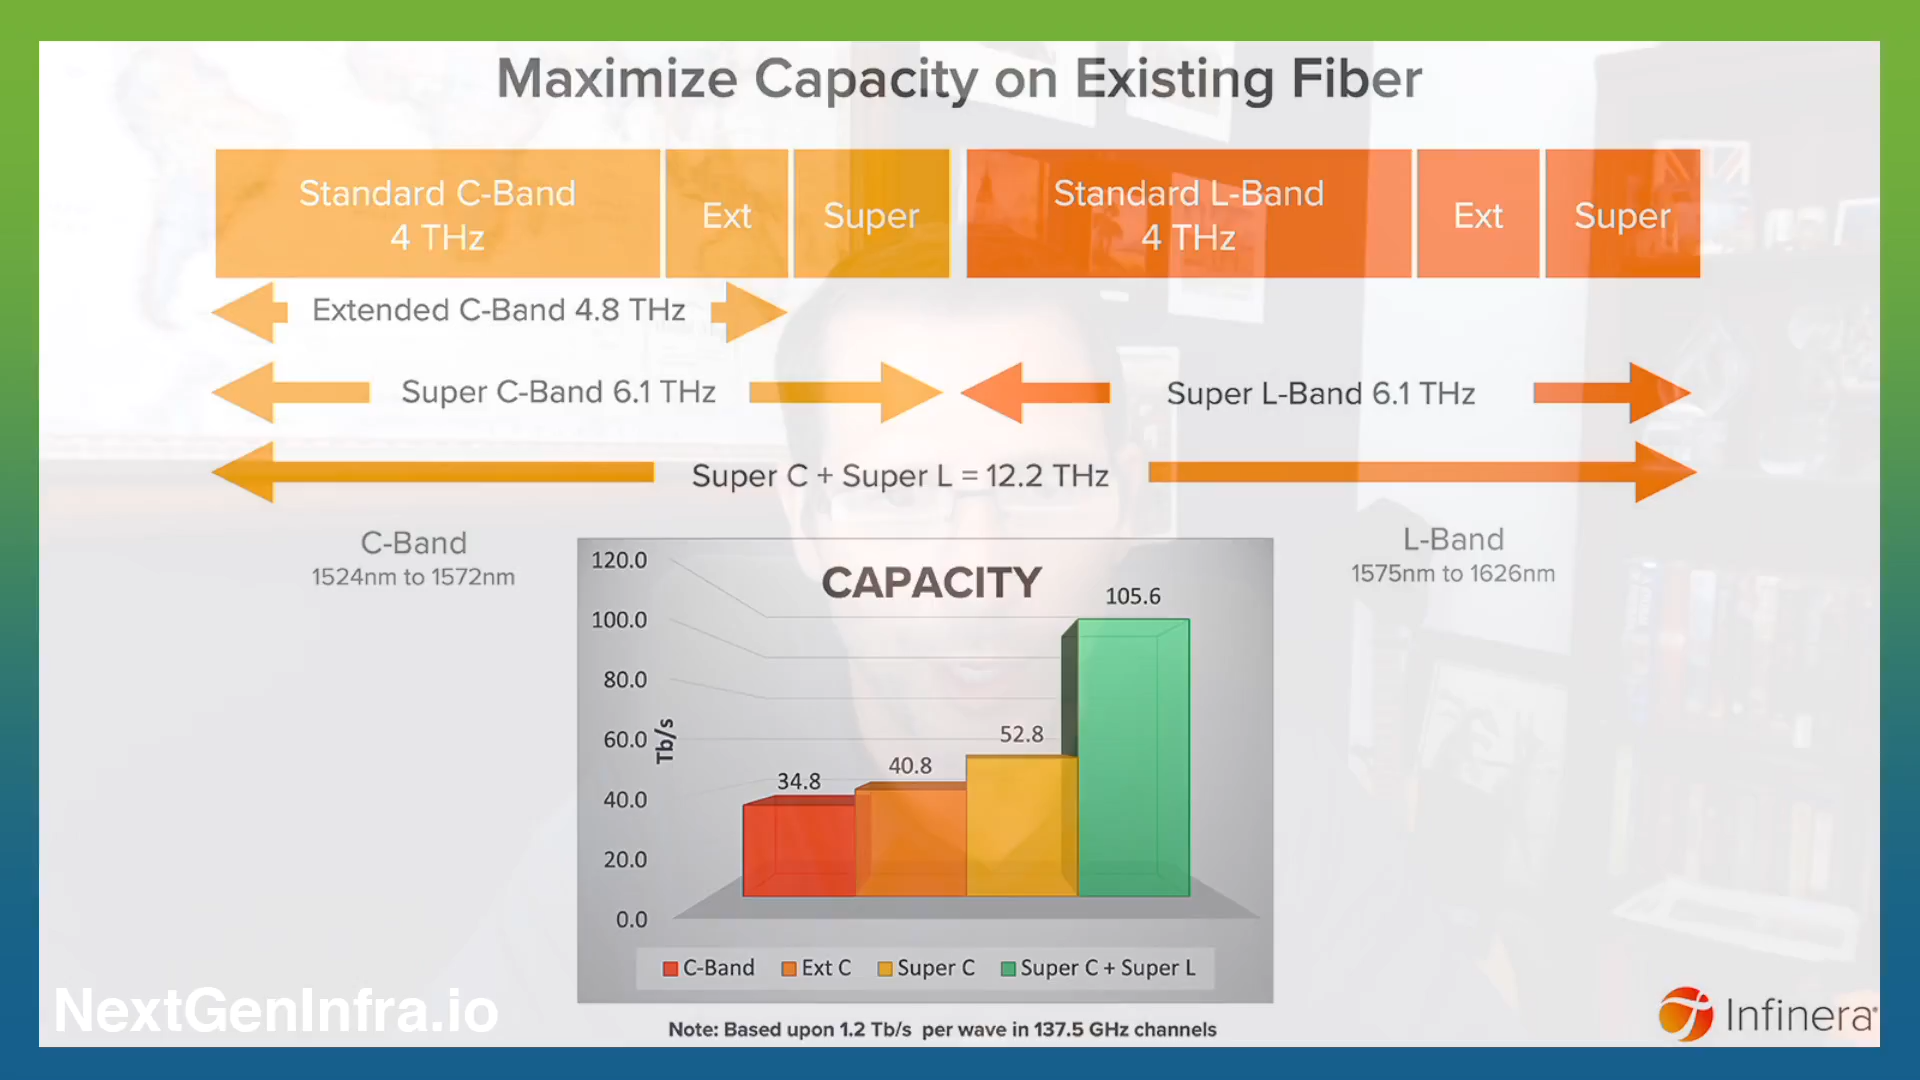 Maximize Capacity on Existing Fiber
Standard C-Band
4 THz
Ext
Super
Standard L-Band
4 THz
Ext
Super
Extended C-Band 4.8 THz
Super C-Band 6.1 THz
Super L-Band 6.1 THz
Super C + Super L = 12.2 THz
C-Band
1524nm to 1572nm
L-Band
1575nm to 1626nm
CAPACITY
120.0
100.0
80.0
60.0
40.0
20.0
0.0
Tb/s
34.8
40.8
52.8
105.6
C-Band
Ext C
Super C
Super C + Super L
Note: Based upon 1.2 Tb/s per wave in 137.5 GHz channels
NextGenInfra.io
Infinera